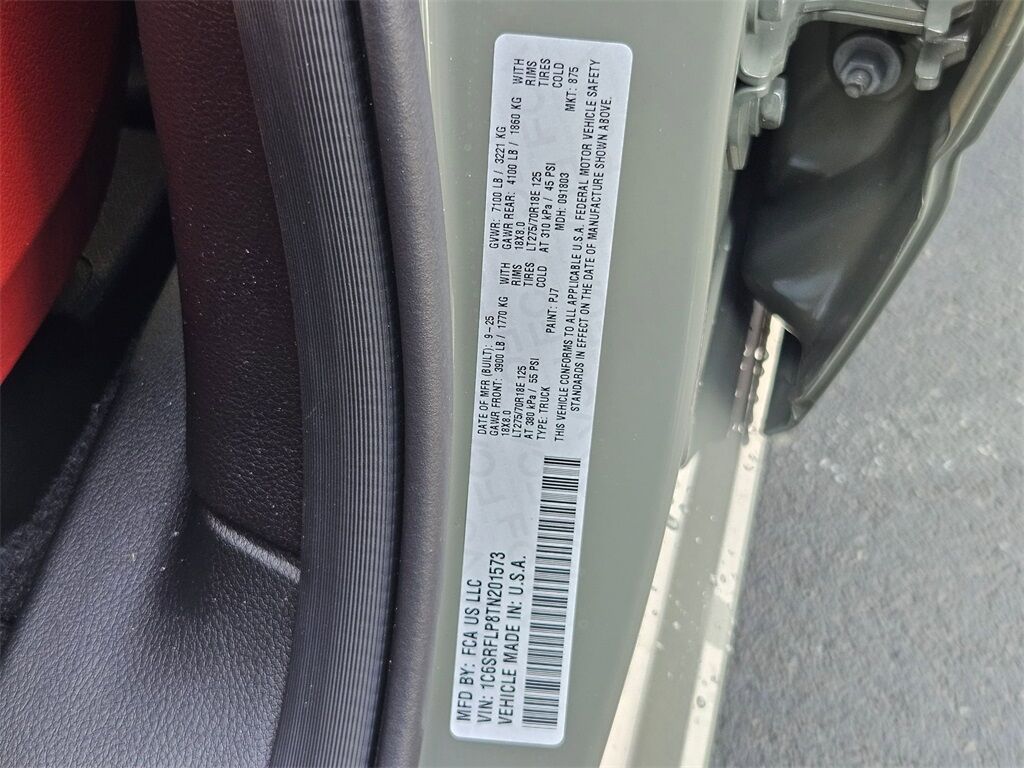 MFD BY: FCA US LLC
VIN: 1C6SRFLP8TN201573
VEHICLE MADE IN: U.S.A.
DATE OF MFR (BUILT): 9-25 GVWR: 7100 LB / 3221 KG
GAWR FRONT: 3900 LB / 1770 KG WITH GAWR REAR: 4100 LB / 1860 KG WITH
18X8.0 RIMS 18X8.0 RIMS
LT275/70R18E 125 TIRES LT275/70R18E 125 TIRES
AT 380 kPa / 55 PSI COLD AT 310 kPa / 45 PSI COLD
TYPE: TRUCK PAINT: PJ7 MDH: 091803 MKT: 875
THIS VEHICLE CONFORMS TO ALL APPLICABLE U.S.A. FEDERAL MOTOR VEHICLE SAFETY
STANDARDS IN EFFECT ON THE DATE OF MANUFACTURE SHOWN ABOVE.